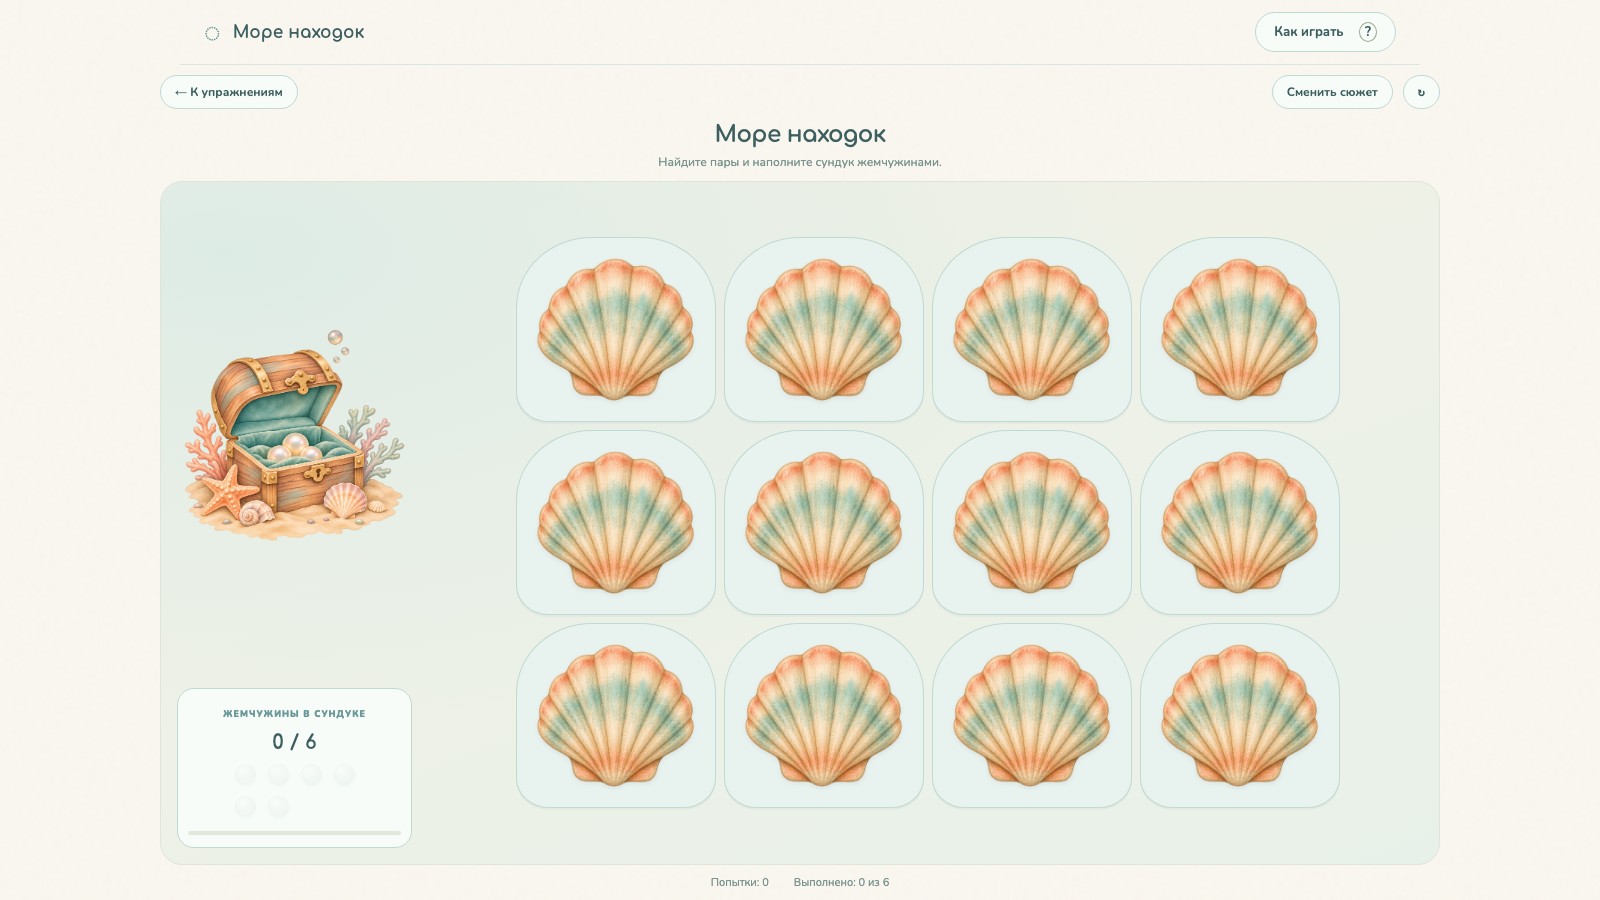 Море находок
Как играть ?
← К упражнениям
Сменить сюжет ↻
Море находок
Найдите пары и наполните сундук жемчужинами.
ЖЕМЧУЖИНЫ В СУНДУКЕ
0 / 6
Попытки: 0 Выполнено: 0 из 6